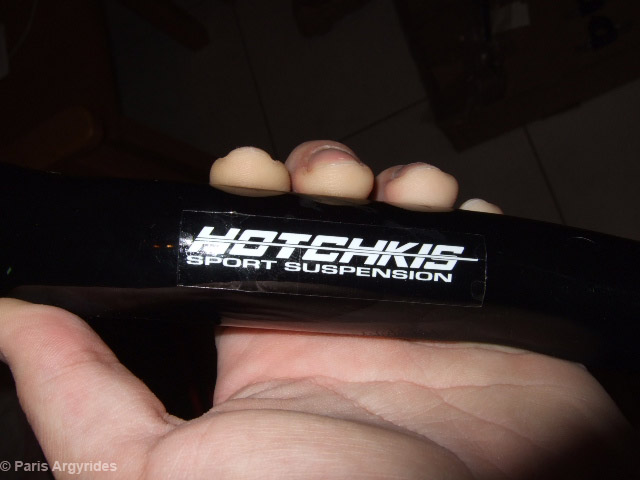 HOTCHKIS
SPORT SUSPENSION
© Paris Argyrides